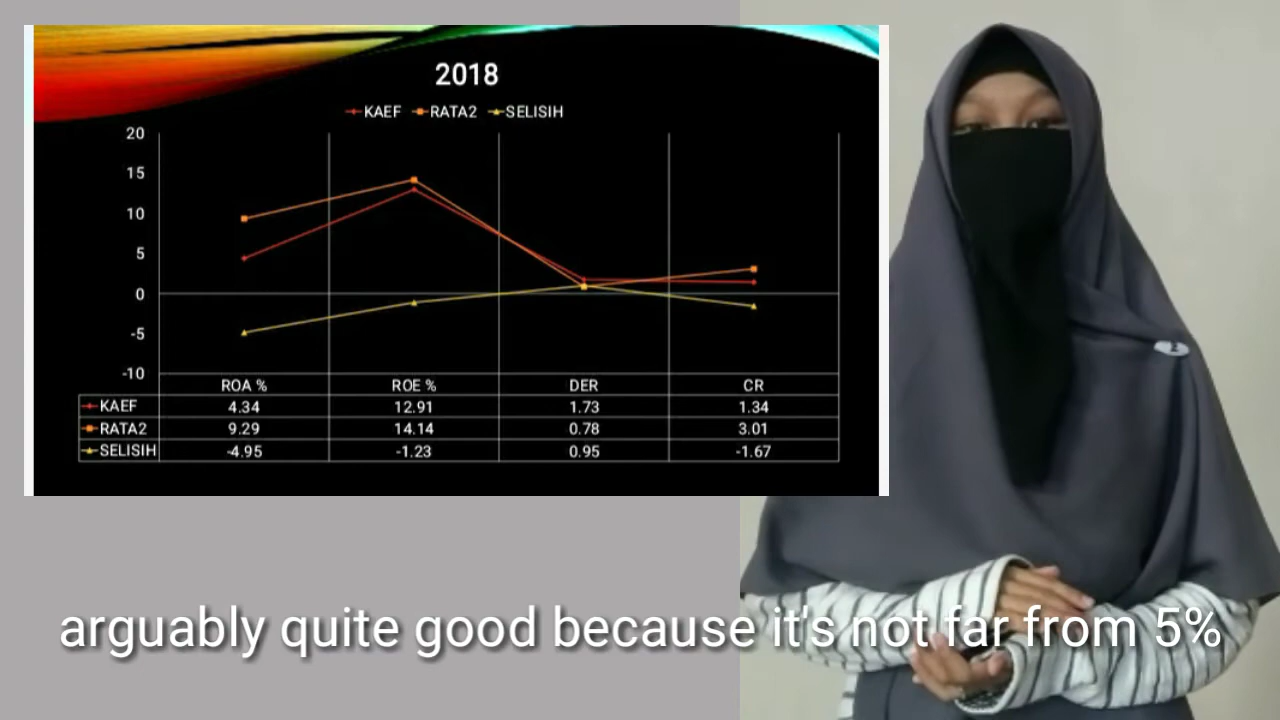 2018
KAEF RATA2 SELISIH
20
15
10
5
0
-5
-10
ROA % ROE % DER CR
KAEF 4.34 12.91 1.73 1.34
RATA2 9.29 14.14 0.78 3.01
SELISIH -4.95 -1.23 0.95 -1.67
arguably quite good because it's not far from 5%